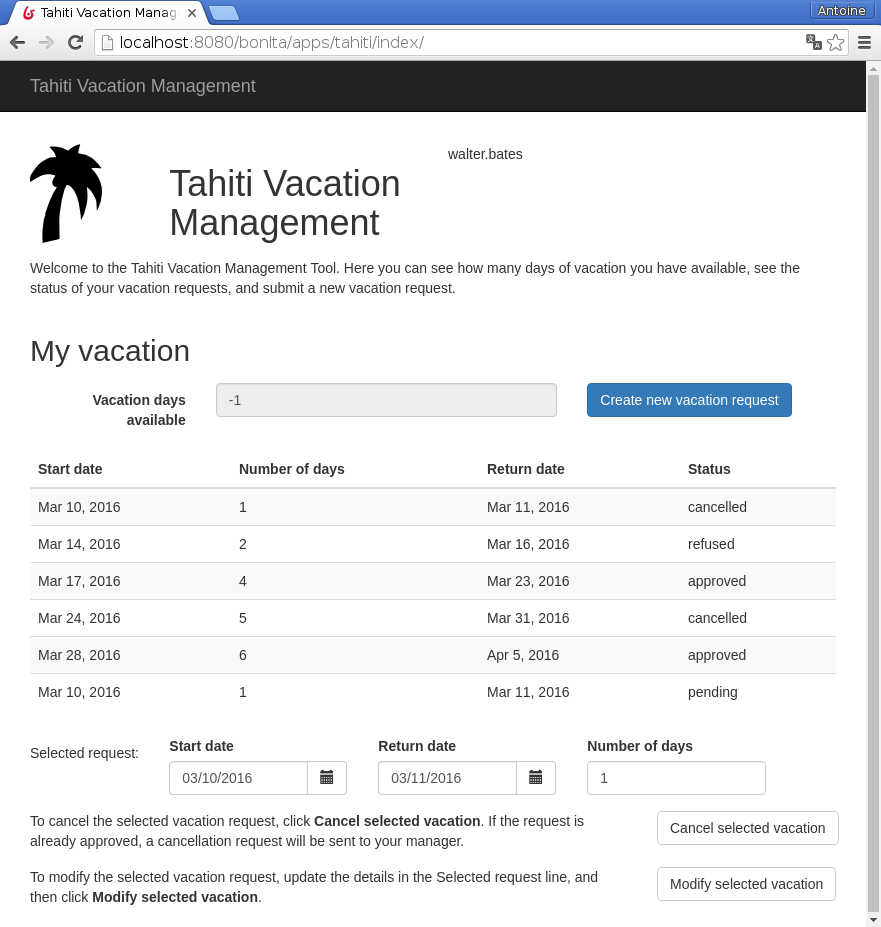 Tahiti Vacation Manag
Antoine
localhost:8080/bonita/apps/tahiti/index/
Tahiti Vacation Management
walter.bates
Tahiti Vacation
Management
Welcome to the Tahiti Vacation Management Tool. Here you can see how many days of vacation you have available, see the
status of your vacation requests, and submit a new vacation request.
My vacation
Vacation days
available
-1
Create new vacation request
Start date Number of days Return date Status
Mar 10, 2016 1 Mar 11, 2016 cancelled
Mar 14, 2016 2 Mar 16, 2016 refused
Mar 17, 2016 4 Mar 23, 2016 approved
Mar 24, 2016 5 Mar 31, 2016 cancelled
Mar 28, 2016 6 Apr 5, 2016 approved
Mar 10, 2016 1 Mar 11, 2016 pending
Selected request:
Start date Return date Number of days
03/10/2016 03/11/2016 1
To cancel the selected vacation request, click Cancel selected vacation. If the request is
already approved, a cancellation request will be sent to your manager.
Cancel selected vacation
To modify the selected vacation request, update the details in the Selected request line, and
then click Modify selected vacation.
Modify selected vacation